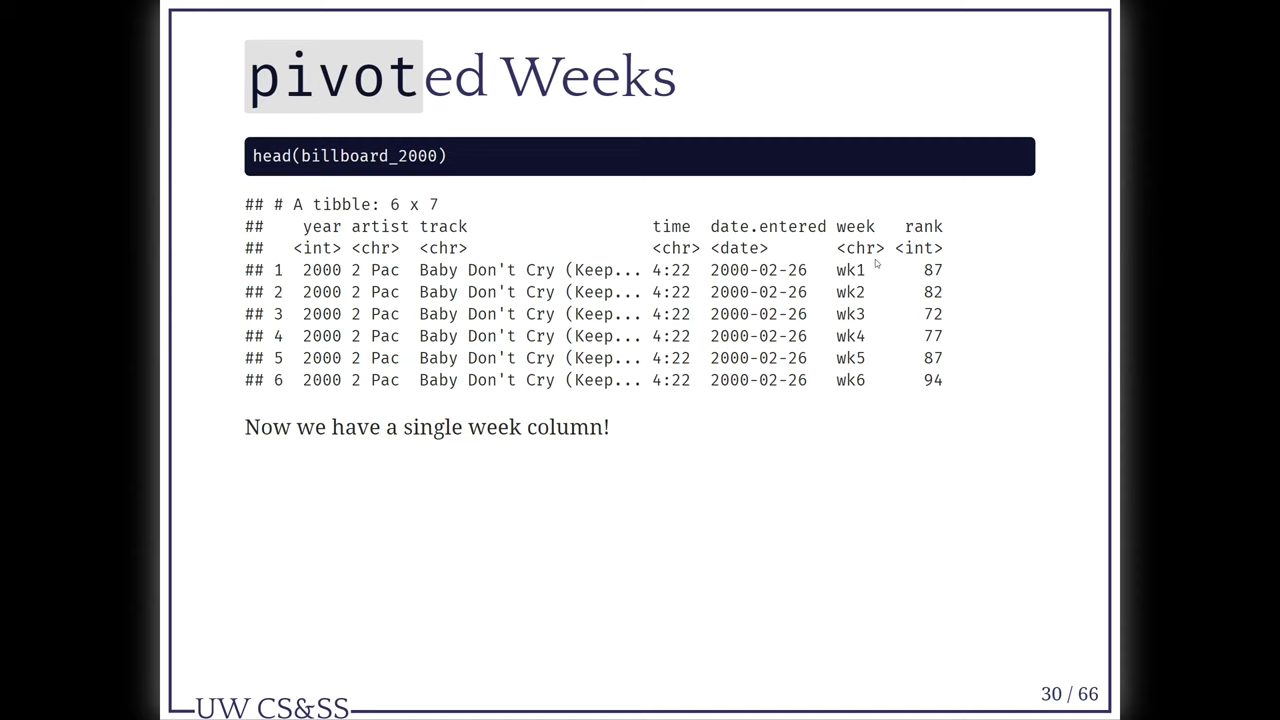 pivoted Weeks
head(billboard_2000)
## # A tibble: 6 x 7
##    year artist track                   time  date.entered week   rank
##   <int> <chr>  <chr>                   <chr> <date>       <chr> <int>
## 1  2000 2 Pac  Baby Don't Cry (Keep... 4:22  2000-02-26   wk1      87
## 2  2000 2 Pac  Baby Don't Cry (Keep... 4:22  2000-02-26   wk2      82
## 3  2000 2 Pac  Baby Don't Cry (Keep... 4:22  2000-02-26   wk3      72
## 4  2000 2 Pac  Baby Don't Cry (Keep... 4:22  2000-02-26   wk4      77
## 5  2000 2 Pac  Baby Don't Cry (Keep... 4:22  2000-02-26   wk5      87
## 6  2000 2 Pac  Baby Don't Cry (Keep... 4:22  2000-02-26   wk6      94
Now we have a single week column!
30 / 66
UW CS&SS